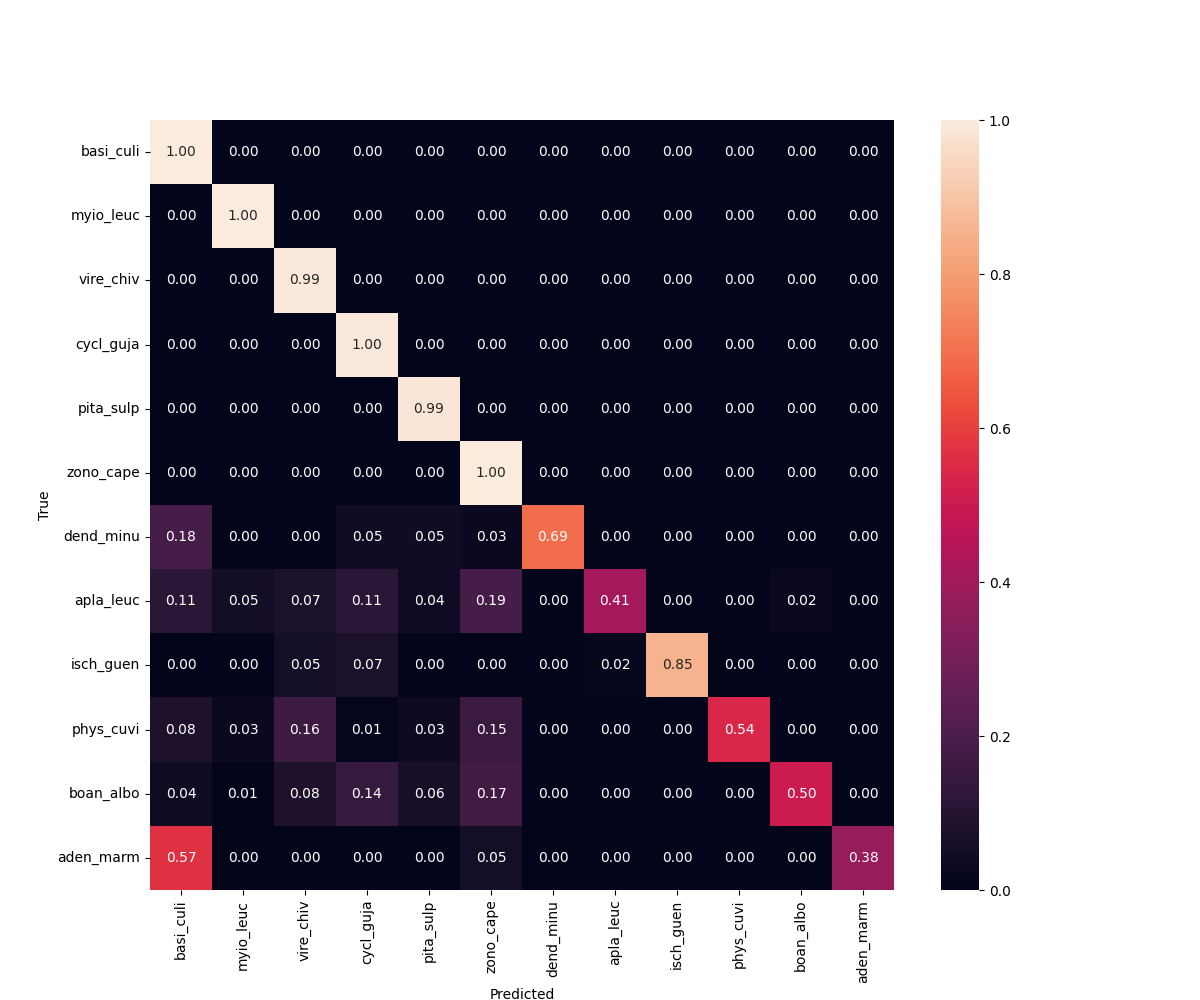 1.0
basi_culi 1.00 0.00 0.00 0.00 0.00 0.00 0.00 0.00 0.00 0.00 0.00 0.00
myio_leuc 0.00 1.00 0.00 0.00 0.00 0.00 0.00 0.00 0.00 0.00 0.00 0.00
vire_chiv 0.00 0.00 0.99 0.00 0.00 0.00 0.00 0.00 0.00 0.00 0.00 0.00
0.8
cycl_guja 0.00 0.00 0.00 1.00 0.00 0.00 0.00 0.00 0.00 0.00 0.00 0.00
pita_sulp 0.00 0.00 0.00 0.00 0.99 0.00 0.00 0.00 0.00 0.00 0.00 0.00
0.6
zono_cape 0.00 0.00 0.00 0.00 0.00 1.00 0.00 0.00 0.00 0.00 0.00 0.00
True
dend_minu 0.18 0.00 0.00 0.05 0.05 0.03 0.69 0.00 0.00 0.00 0.00 0.00
0.4
apla_leuc 0.11 0.05 0.07 0.11 0.04 0.19 0.00 0.41 0.00 0.00 0.02 0.00
isch_guen 0.00 0.00 0.05 0.07 0.00 0.00 0.00 0.02 0.85 0.00 0.00 0.00
phys_cuvi 0.08 0.03 0.16 0.01 0.03 0.15 0.00 0.00 0.00 0.54 0.00 0.00
0.2
boan_albo 0.04 0.01 0.08 0.14 0.06 0.17 0.00 0.00 0.00 0.00 0.50 0.00
aden_marm 0.57 0.00 0.00 0.00 0.00 0.05 0.00 0.00 0.00 0.00 0.00 0.38
0.0
basi_culi myio_leuc vire_chiv cycl_guja pita_sulp zono_cape dend_minu apla_leuc isch_guen phys_cuvi boan_albo aden_marm
Predicted